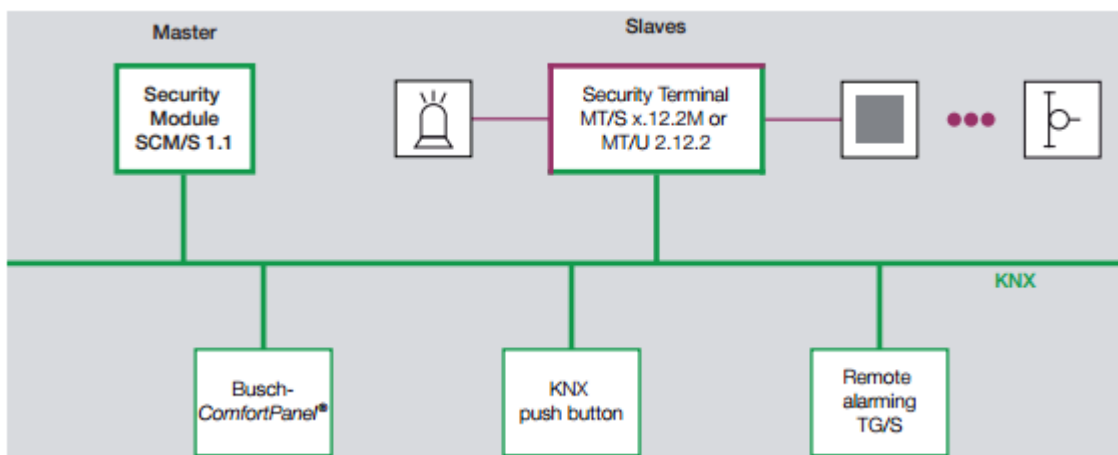 Master
Slaves
Security
Module
SCM/S 1.1
Security Terminal
MT/S x.12.2M or
MT/U 2.12.2
KNX
Busch-
ComfortPanel®
KNX
push button
Remote
alarming
TG/S